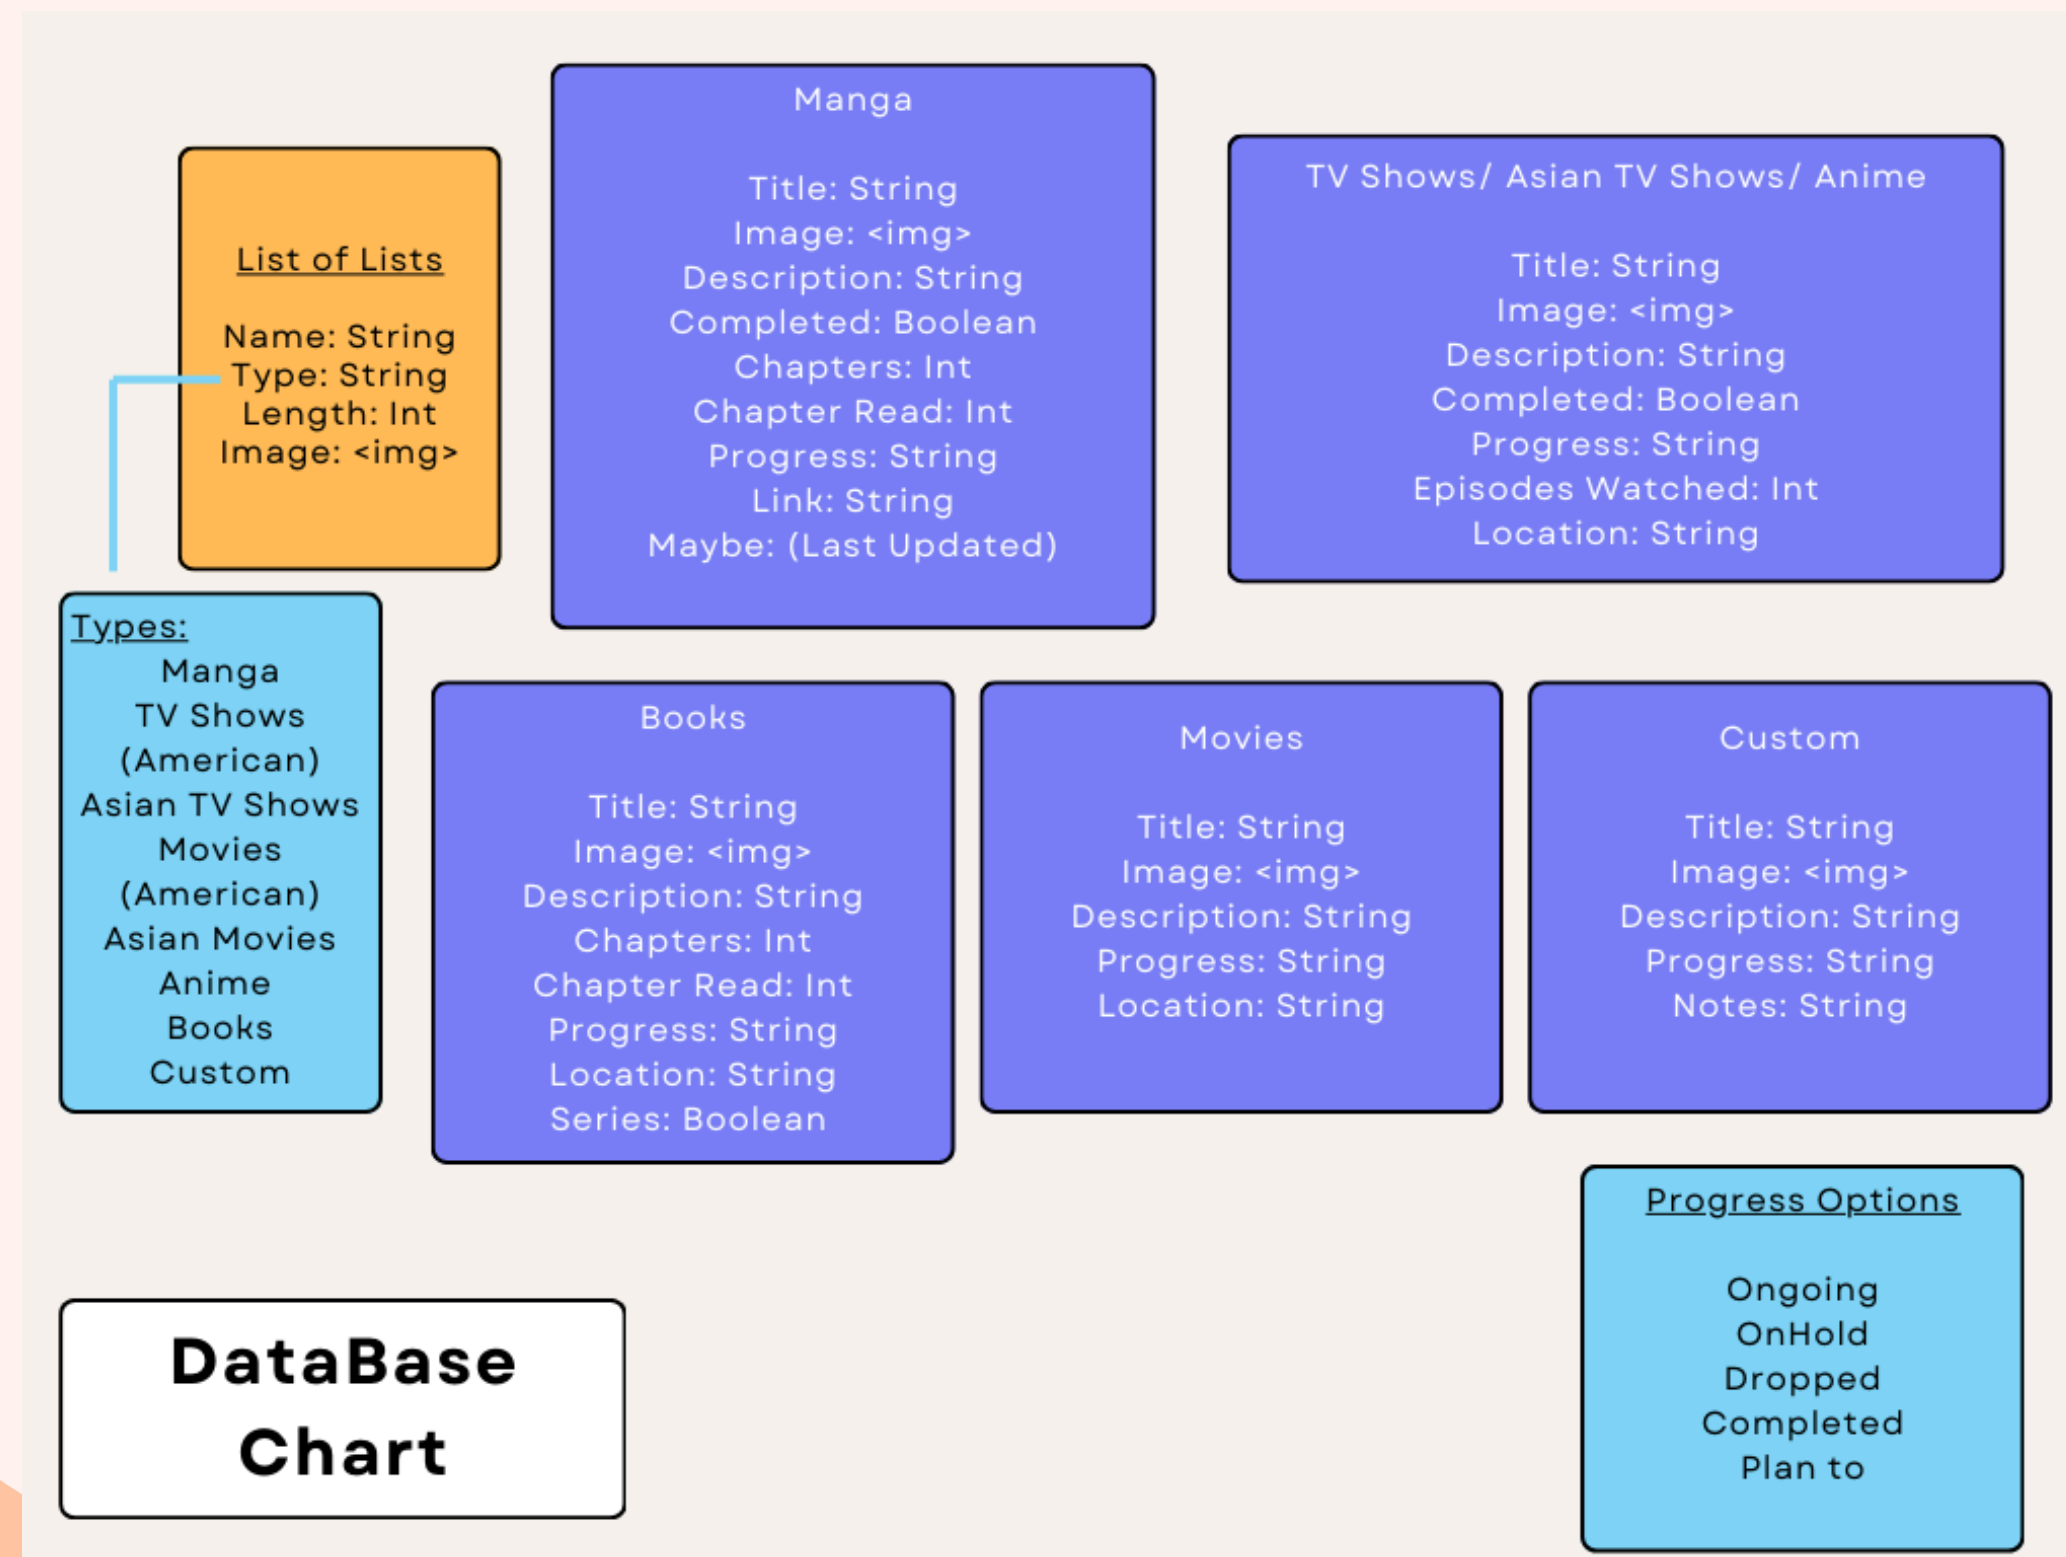 Manga
Title: String
Image: <img>
Description: String
Completed: Boolean
Chapters: Int
Chapter Read: Int
Progress: String
Link: String
Maybe: (Last Updated)
TV Shows/ Asian TV Shows/ Anime
Title: String
Image: <img>
Description: String
Completed: Boolean
Progress: String
Episodes Watched: Int
Location: String
List of Lists
Name: String
Type: String
Length: Int
Image: <img>
Types:
Manga
TV Shows
(American)
Asian TV Shows
Movies
(American)
Asian Movies
Anime
Books
Custom
Books
Title: String
Image: <img>
Description: String
Chapters: Int
Chapter Read: Int
Progress: String
Location: String
Series: Boolean
Movies
Title: String
Image: <img>
Description: String
Progress: String
Location: String
Custom
Title: String
Image: <img>
Description: String
Progress: String
Notes: String
Progress Options
Ongoing
OnHold
Dropped
Completed
Plan to
DataBase
Chart